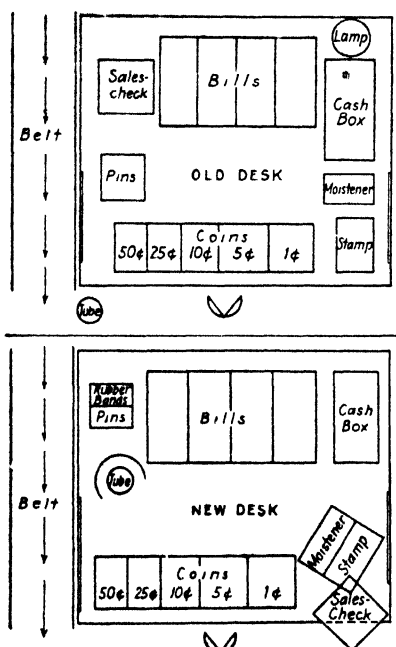 Lamp
Sales-
check
Bills
Cash
Box
Belt
Pins
OLD DESK
Moistener
Coins
50¢ 25¢ 10¢ 5¢ 1¢
Stamp
Tube
Rubber
Bands
Pins
Bills
Cash
Box
Tube
Belt
NEW DESK
Moistener
Stamp
Coins
50¢ 25¢ 10¢ 5¢ 1¢
Sales-
Check